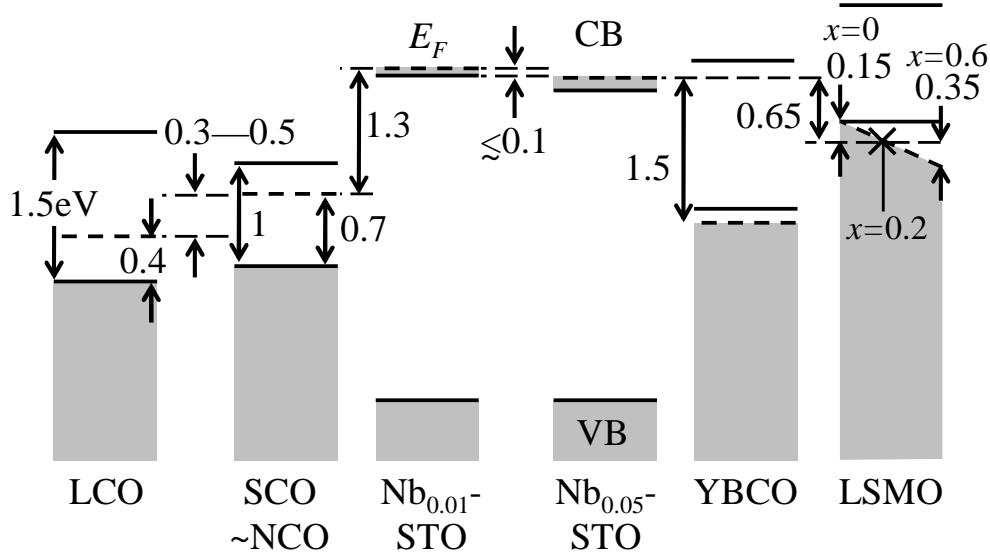 E_F
CB
x=0
0.15
x=0.6
0.35
0.3—0.5
1.3
≲0.1
0.65
1.5eV
1
0.7
1.5
0.4
x=0.2
VB
LCO
SCO
~NCO
Nb0.01-
STO
Nb0.05-
STO
YBCO
LSMO